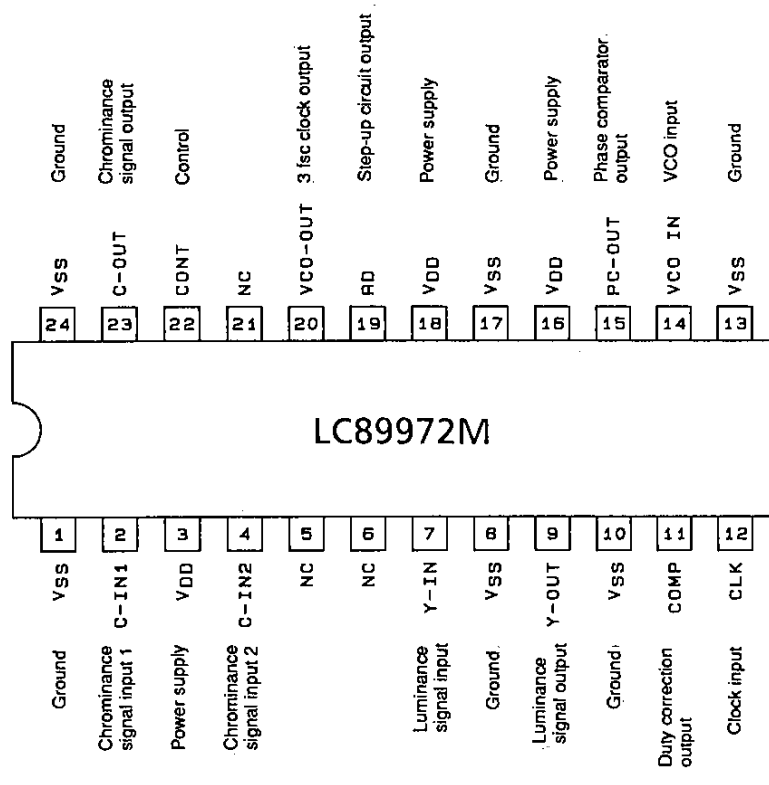 Ground
Chrominance
signal output
Control
3 fsc clock output
Step-up circuit output
Power supply
Ground
Power supply
Phase comparator
output
VCO input
Ground
VSS
C-OUT
CONT
NC
VCO-OUT
RD
VDD
VSS
VDD
PC-OUT
VCO IN
VSS
24 23 22 21 20 19 18 17 16 15 14 13
LC89972M
1 2 3 4 5 6 7 8 9 10 11 12
VSS
C-IN1
VDD
C-IN2
NC
NC
Y-IN
VSS
Y-OUT
VSS
COMP
CLK
Ground
Chrominance
signal input 1
Power supply
Chrominance
signal input 2
Luminance
signal input
Ground
Luminance
signal output
Ground
Duty correction
output
Clock input